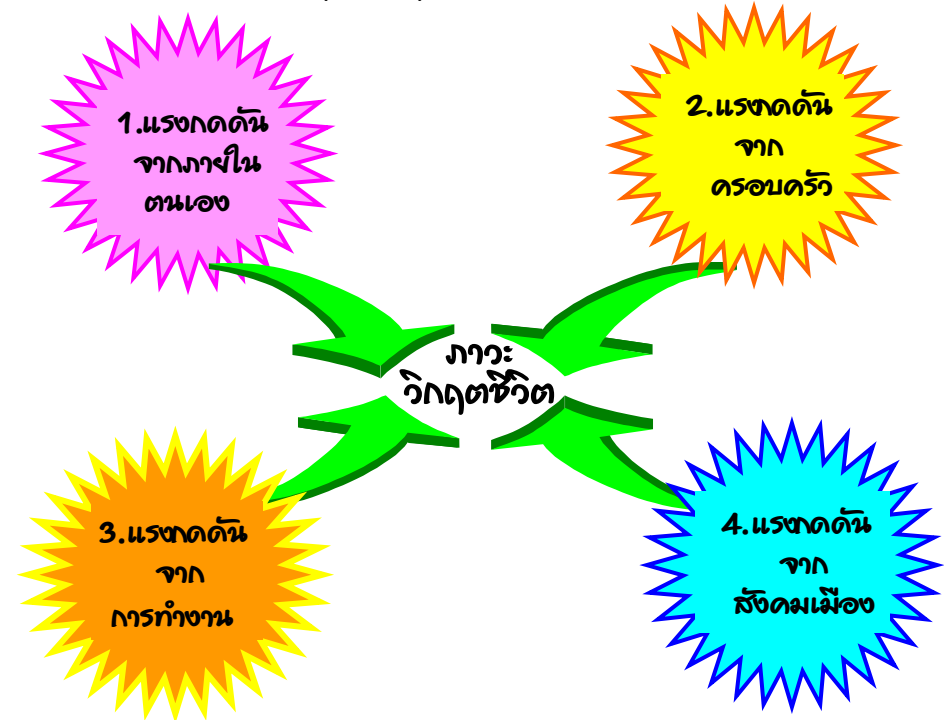 1.แรงกดดัน
จากภายใน
ตนเอง
2.แรงกดดัน
จาก
ครอบครัว
ภาวะ
วิกฤตชีวิต
3.แรงกดดัน
จาก
การทำงาน
4.แรงกดดัน
จาก
สังคมเมือง